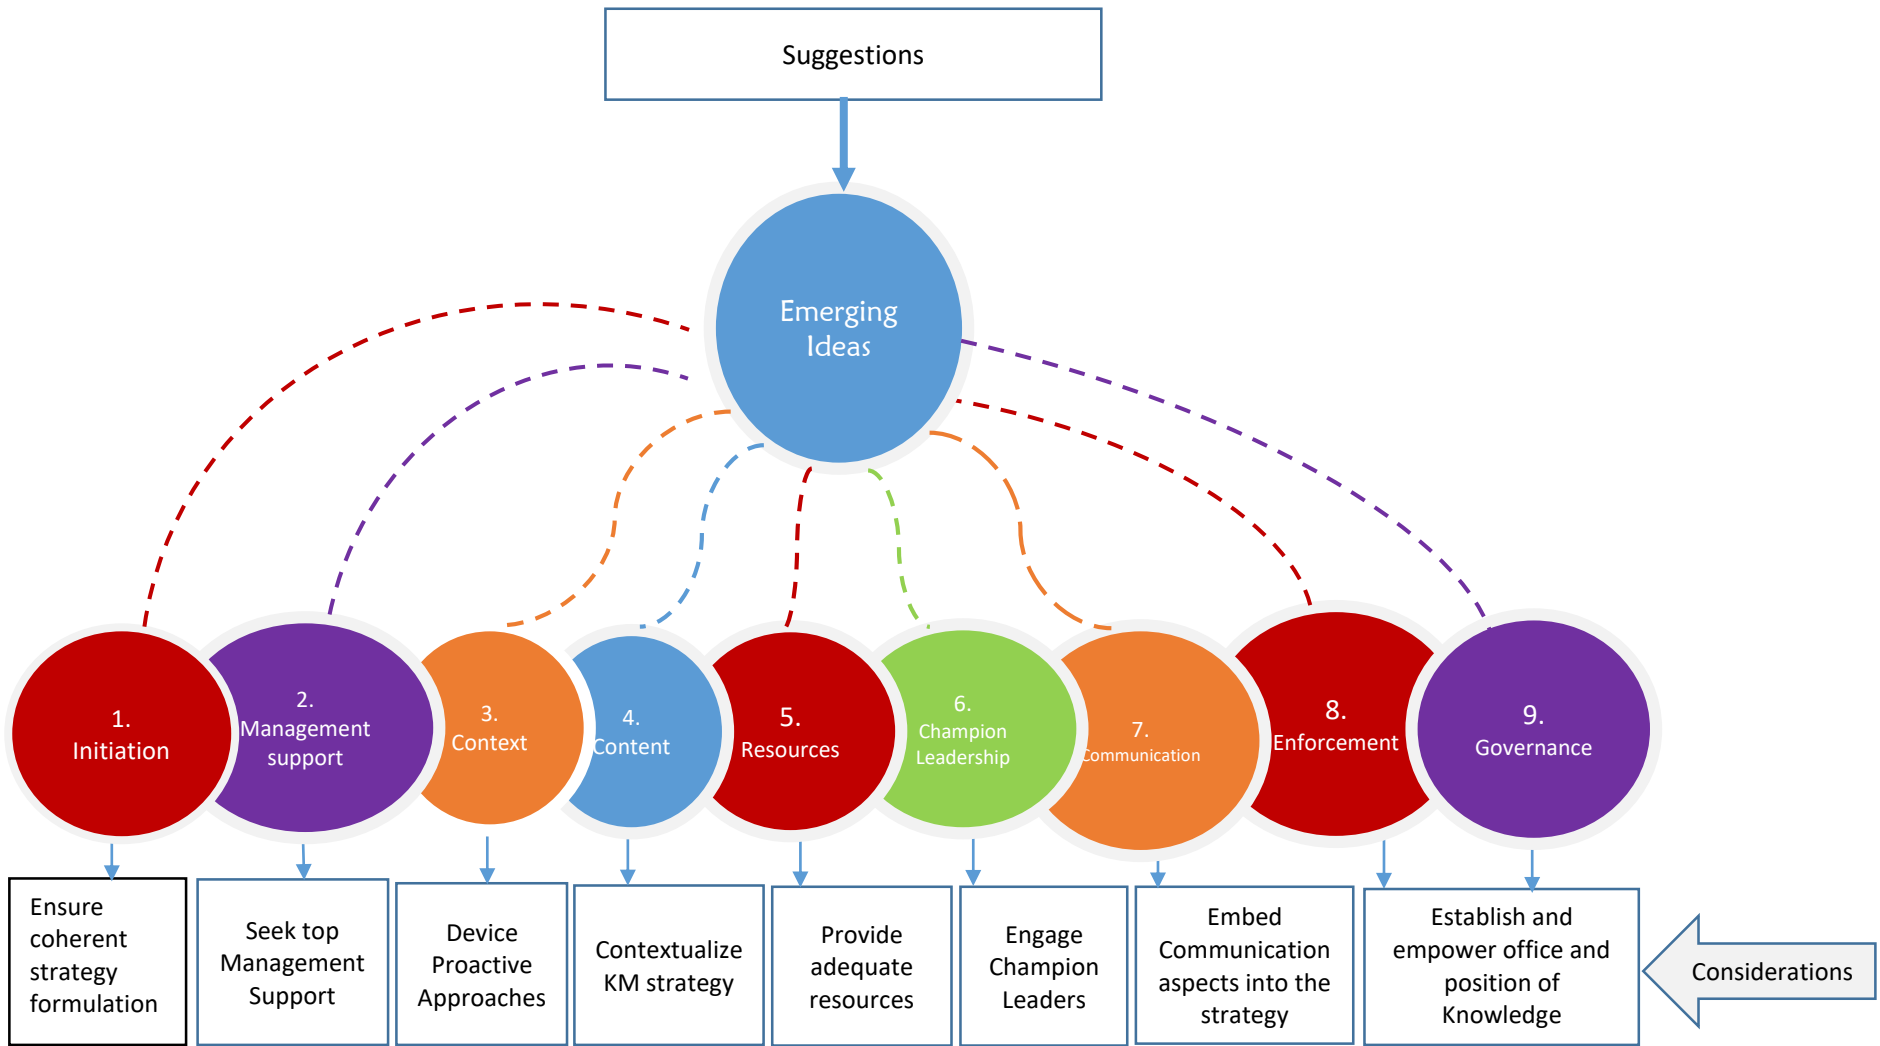 Suggestions
Emerging
Ideas
1.
Initiation
2.
Management
support
3.
Context
4.
Content
5.
Resources
6.
Champion
Leadership
7.
Communication
8.
Enforcement
9.
Governance
Ensure
coherent
strategy
formulation
Seek top
Management
Support
Device
Proactive
Approaches
Contextualize
KM strategy
Provide
adequate
resources
Engage
Champion
Leaders
Embed
Communication
aspects into the
strategy
Establish and
empower office and
position of
Knowledge
Considerations